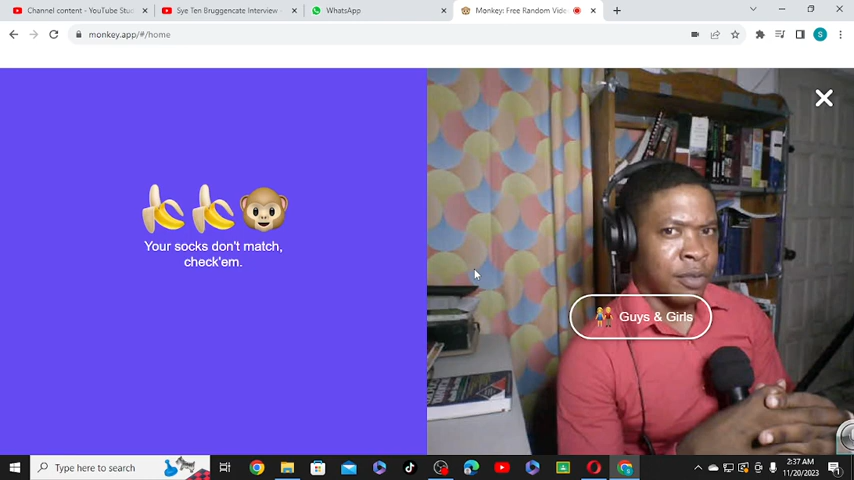 Channel content - YouTube Stu
Sye Ten Bruggencate Interview -
WhatsApp
Monkey: Free Random Vide
monkey.app/#/home
S
Your socks don't match,
check'em.
Guys & Girls
Type here to search
2:37 AM
11/20/2023
1